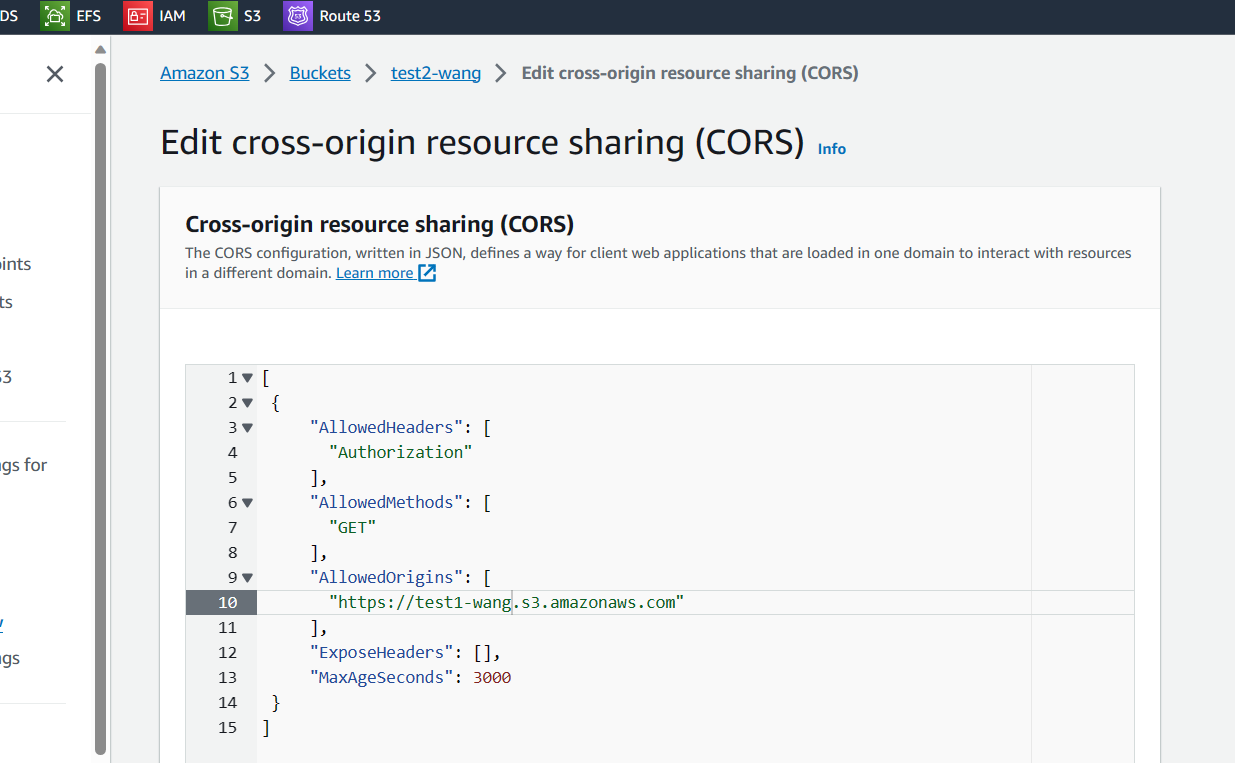 DS EFS IAM S3 Route 53
Amazon S3 > Buckets > test2-wang > Edit cross-origin resource sharing (CORS)
Edit cross-origin resource sharing (CORS) Info
Cross-origin resource sharing (CORS)
The CORS configuration, written in JSON, defines a way for client web applications that are loaded in one domain to interact with resources
in a different domain. Learn more
ints
ts
S3
gs for
gs
1 [
2 {
3 "AllowedHeaders": [
4 "Authorization"
5 ],
6 "AllowedMethods": [
7 "GET"
8 ],
9 "AllowedOrigins": [
10 "https://test1-wang.s3.amazonaws.com"
11 ],
12 "ExposeHeaders": [],
13 "MaxAgeSeconds": 3000
14 }
15 ]